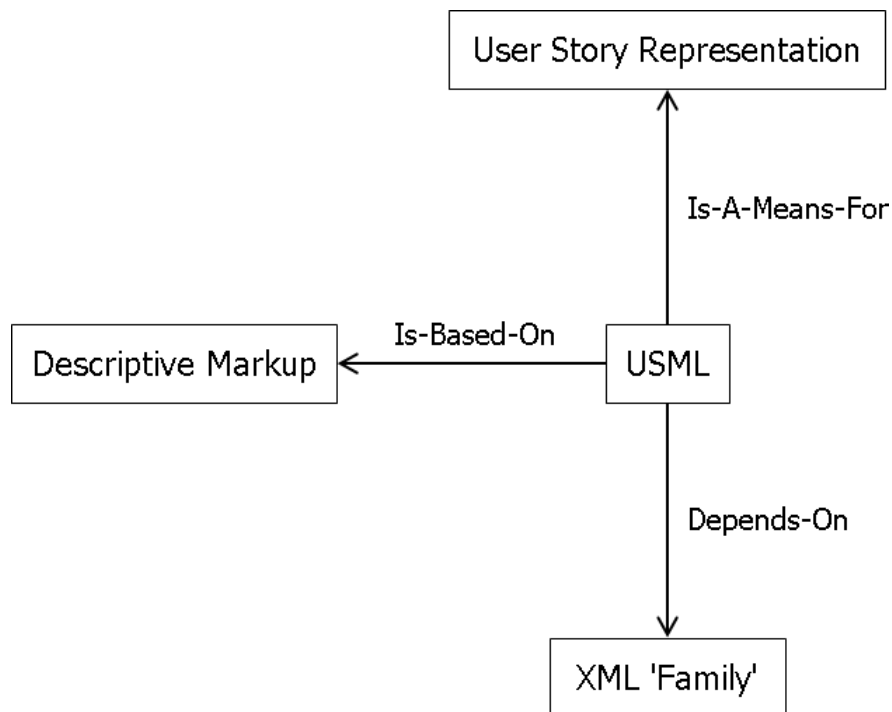 User Story Representation
Is-A-Means-For
Is-Based-On
Descriptive Markup
USML
Depends-On
XML 'Family'